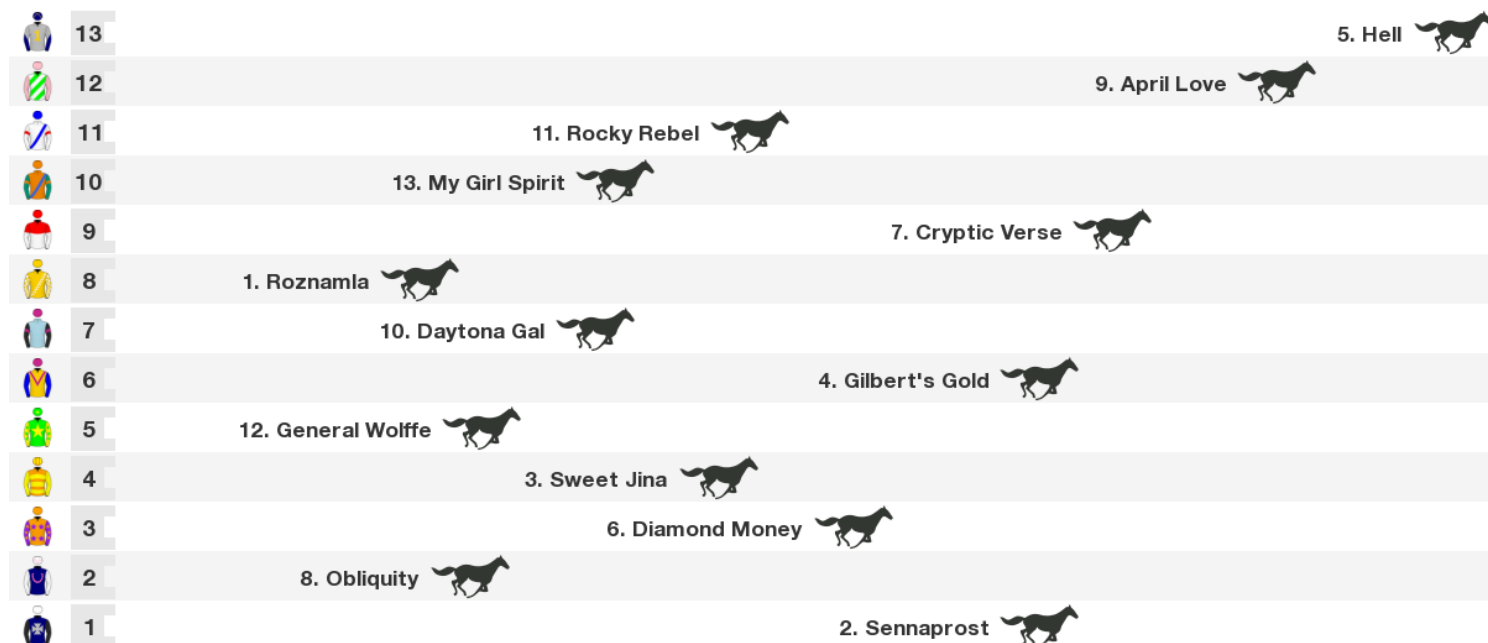 13 5. Hell
12 9. April Love
11 11. Rocky Rebel
10 13. My Girl Spirit
9 7. Cryptic Verse
8 1. Roznamla
7 10. Daytona Gal
6 4. Gilbert's Gold
5 12. General Wolffe
4 3. Sweet Jina
3 6. Diamond Money
2 8. Obliquity
1 2. Sennaprost